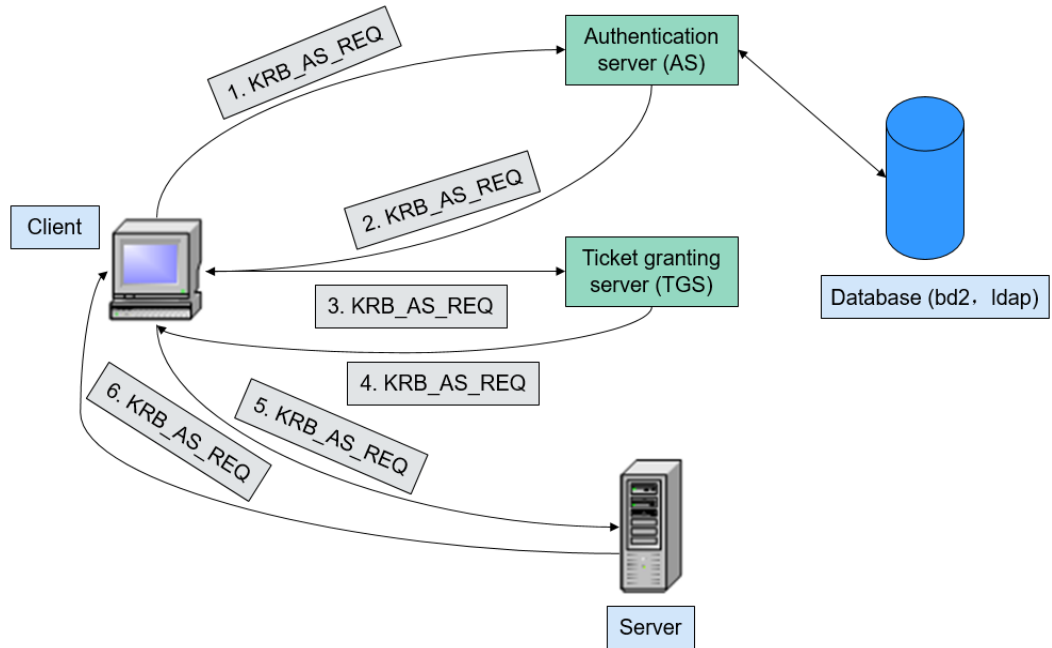 1. KRB_AS_REQ
Authentication
server (AS)
2. KRB_AS_REQ
Client
Ticket granting
server (TGS)
Database (bd2，ldap)
3. KRB_AS_REQ
4. KRB_AS_REQ
6. KRB_AS_REQ
5. KRB_AS_REQ
Server